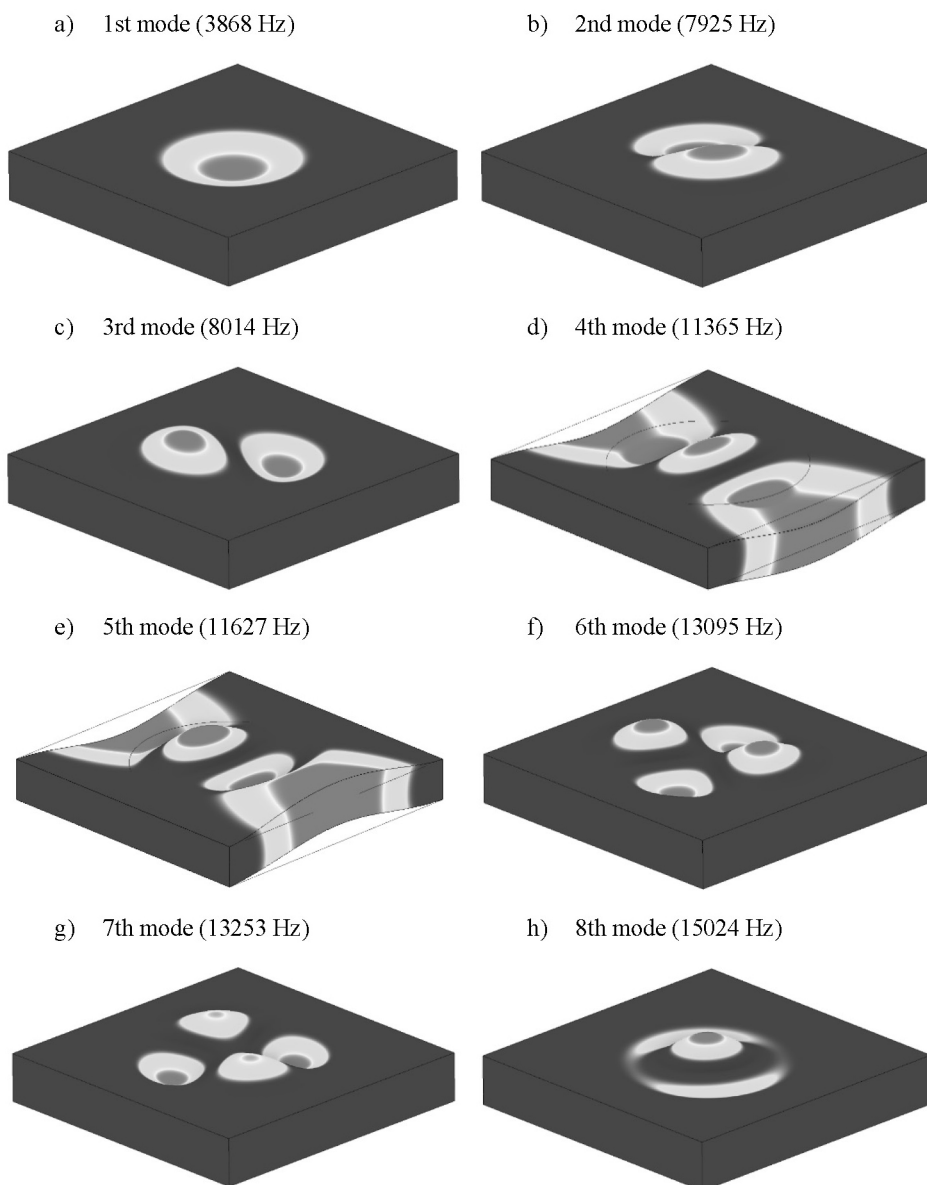 a) 1st mode (3868 Hz)
b) 2nd mode (7925 Hz)
c) 3rd mode (8014 Hz)
d) 4th mode (11365 Hz)
e) 5th mode (11627 Hz)
f) 6th mode (13095 Hz)
g) 7th mode (13253 Hz)
h) 8th mode (15024 Hz)